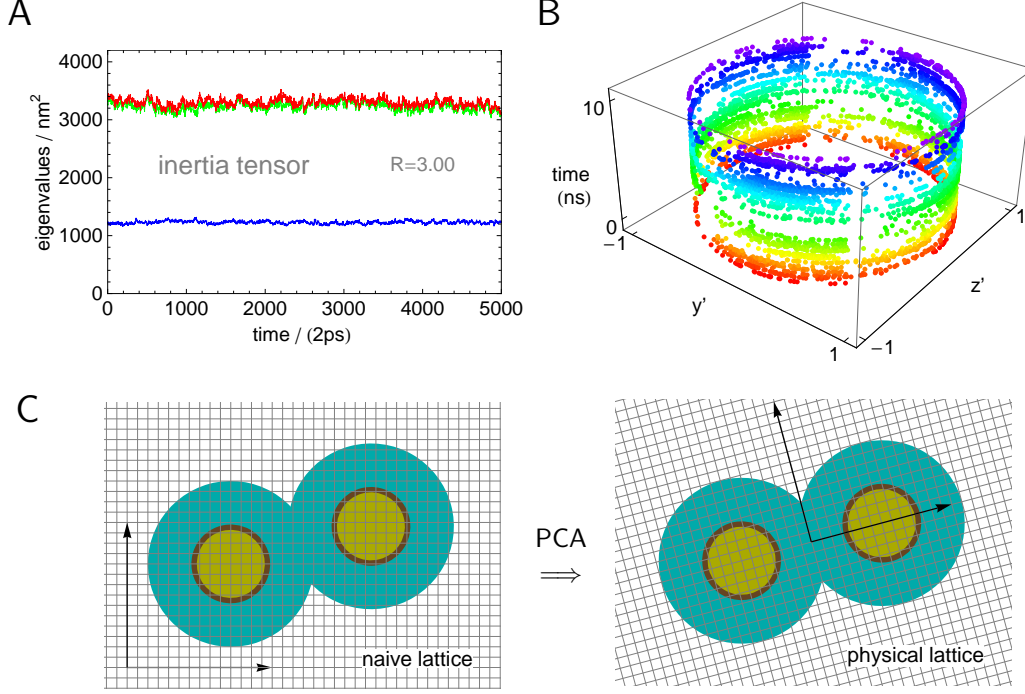 A
eigenvalues / nm²
4000
3000
2000
1000
0
inertia tensor
R=3.00
0
1000
2000
3000
4000
5000
time / (2ps)
B
10
time
(ns)
0
−1
y'
1
−1
z'
1
C
naive lattice
PCA
⟹
physical lattice